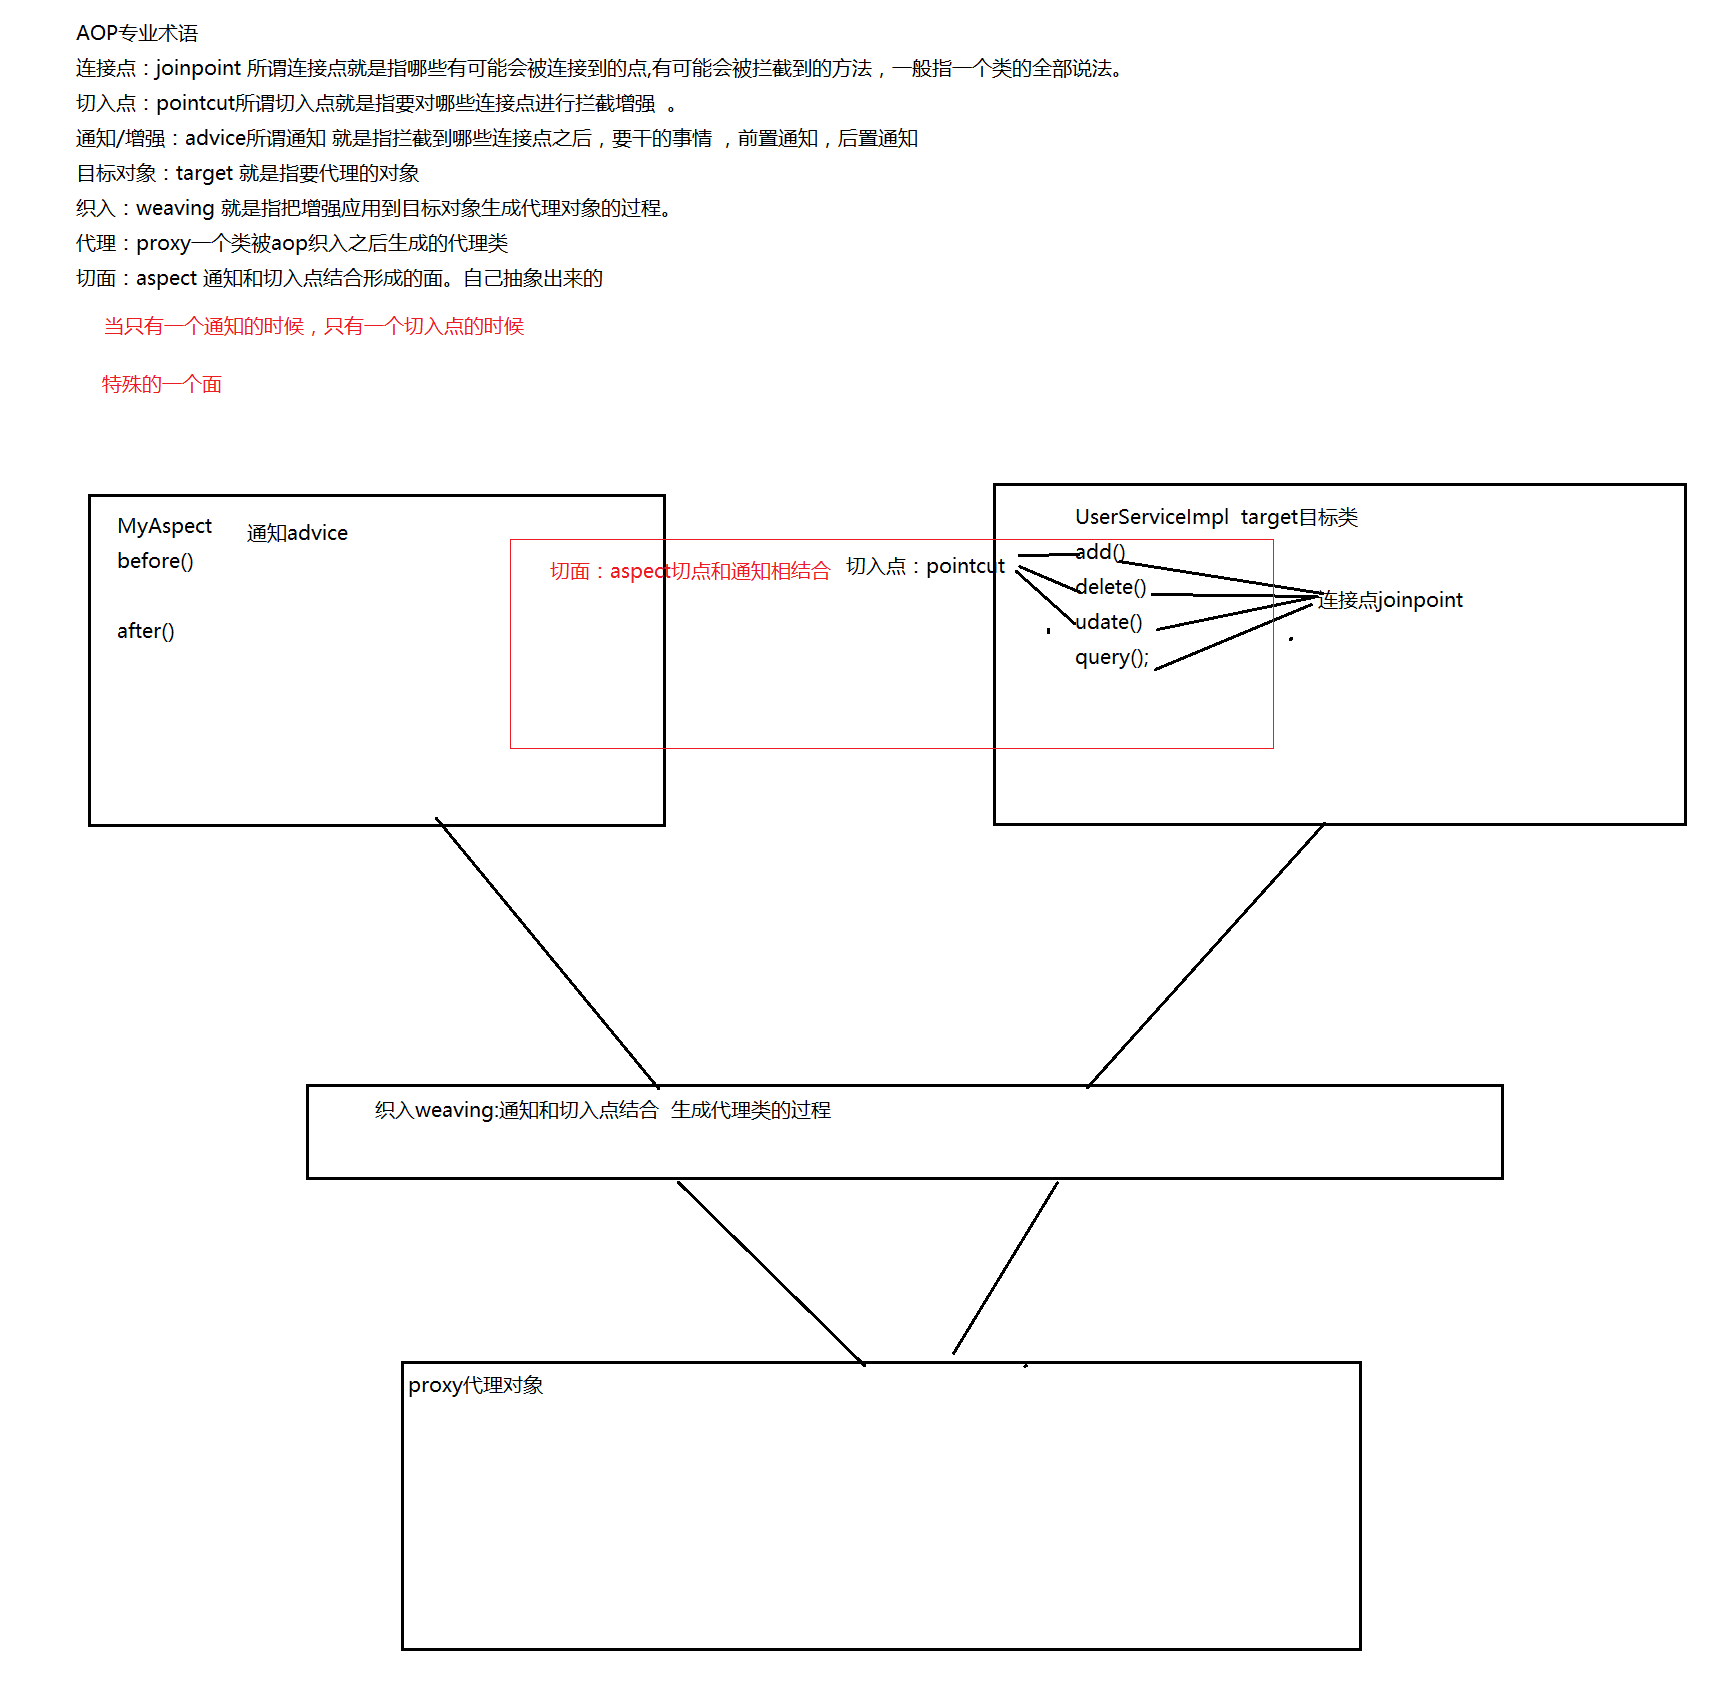 AOP专业术语
连接点：joinpoint 所谓连接点就是指哪些有可能会被连接到的点,有可能会被拦截到的方法，一般指一个类的全部说法。
切入点：pointcut所谓切入点就是指要对哪些连接点进行拦截增强 。
通知/增强：advice所谓通知 就是指拦截到哪些连接点之后，要干的事情 ，前置通知，后置通知
目标对象：target 就是指要代理的对象
织入：weaving 就是指把增强应用到目标对象生成代理对象的过程。
代理：proxy一个类被aop织入之后生成的代理类
切面：aspect 通知和切入点结合形成的面。自己抽象出来的
当只有一个通知的时候，只有一个切入点的时候
特殊的一个面
MyAspect
通知advice
before()
after()
切面：aspect切点和通知相结合
切入点：pointcut
UserServiceImpl target目标类
add()
delete()
udate()
query();
连接点joinpoint
织入weaving:通知和切入点结合 生成代理类的过程
proxy代理对象